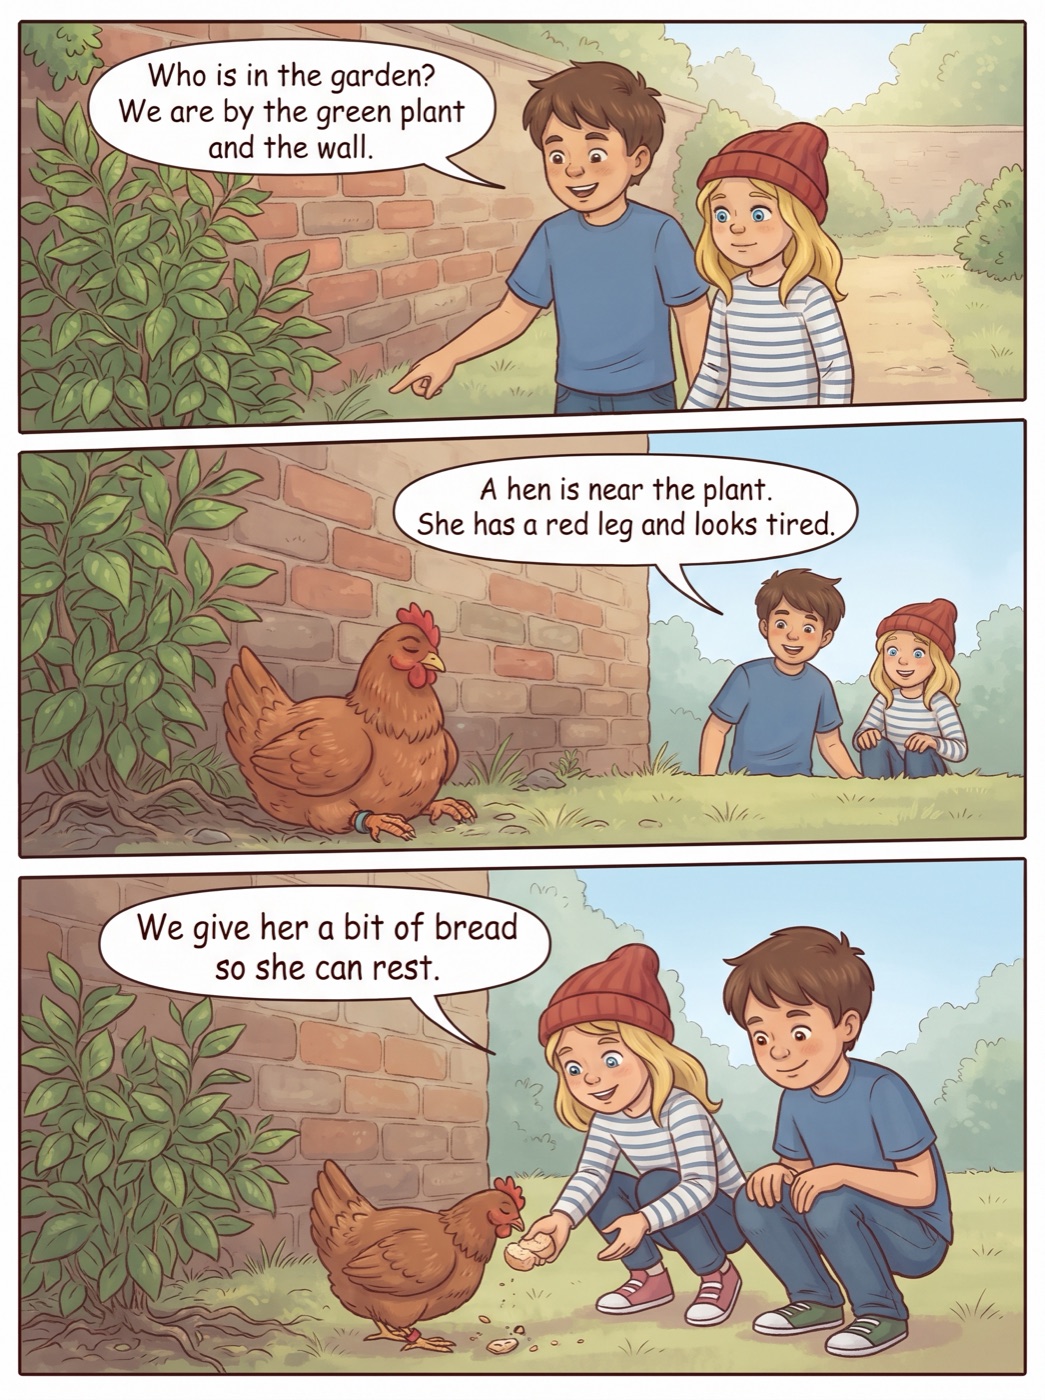 Who is in the garden?
We are by the green plant
and the wall.
A hen is near the plant.
She has a red leg and looks tired.
We give her a bit of bread
so she can rest.